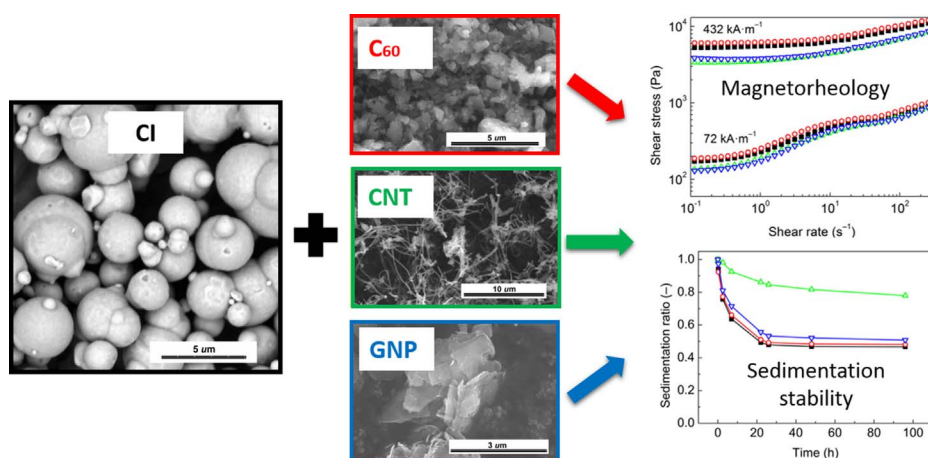 CI
5 um
C₆₀
5 um
CNT
10 um
GNP
3 um
10⁴
10³
10²
Shear stress (Pa)
432 kA·m⁻¹
Magnetorheology
72 kA·m⁻¹
10⁻¹ 10⁰ 10¹ 10²
Shear rate (s⁻¹)
1.0
0.8
0.6
0.4
0.2
0.0
Sedimentation ratio (–)
Sedimentation
stability
0 20 40 60 80 100
Time (h)